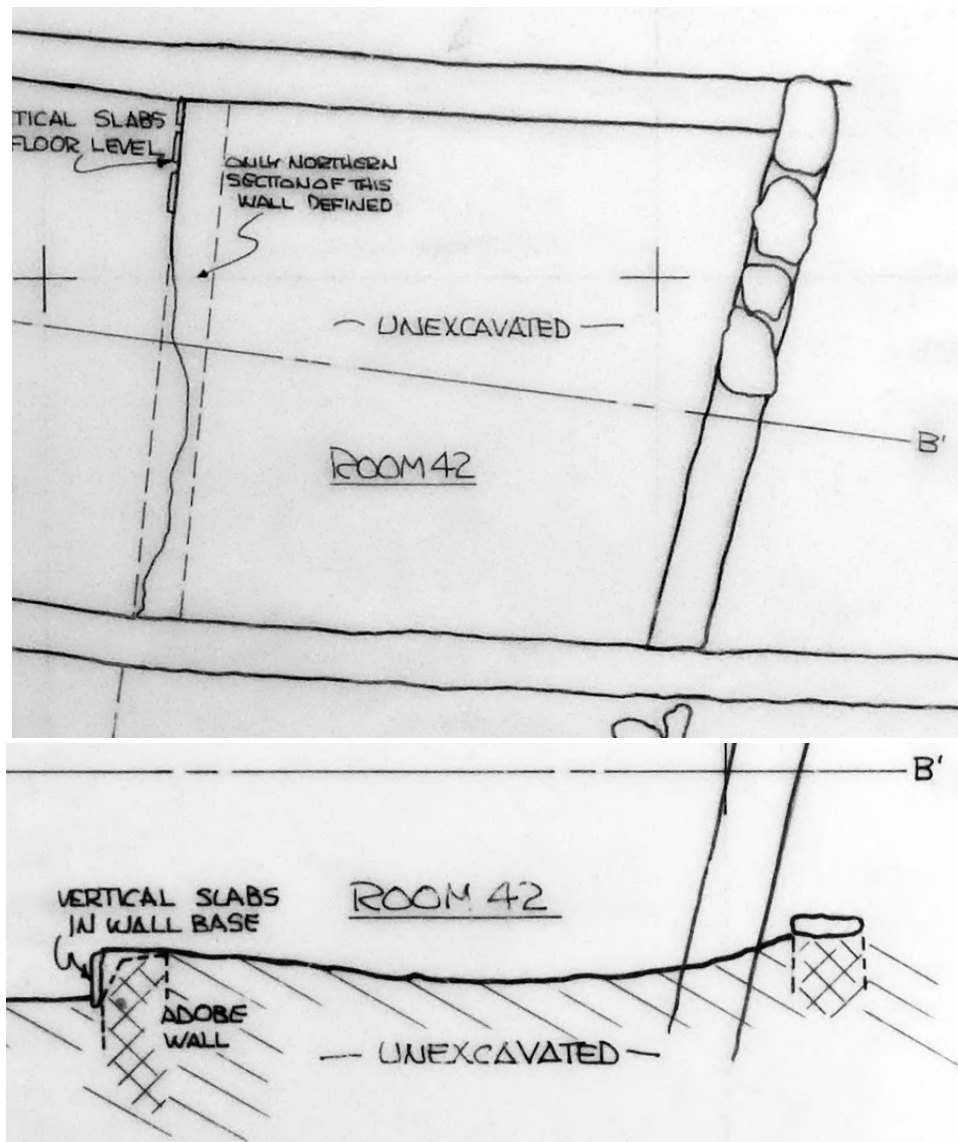 TICAL SLABS
FLOOR LEVEL
ONLY NORTHERN
SECTION OF THIS
WALL DEFINED
UNEXCAVATED
B'
ROOM 42
B'
ROOM 42
VERTICAL SLABS
IN WALL BASE
ADOBE
WALL
UNEXCAVATED